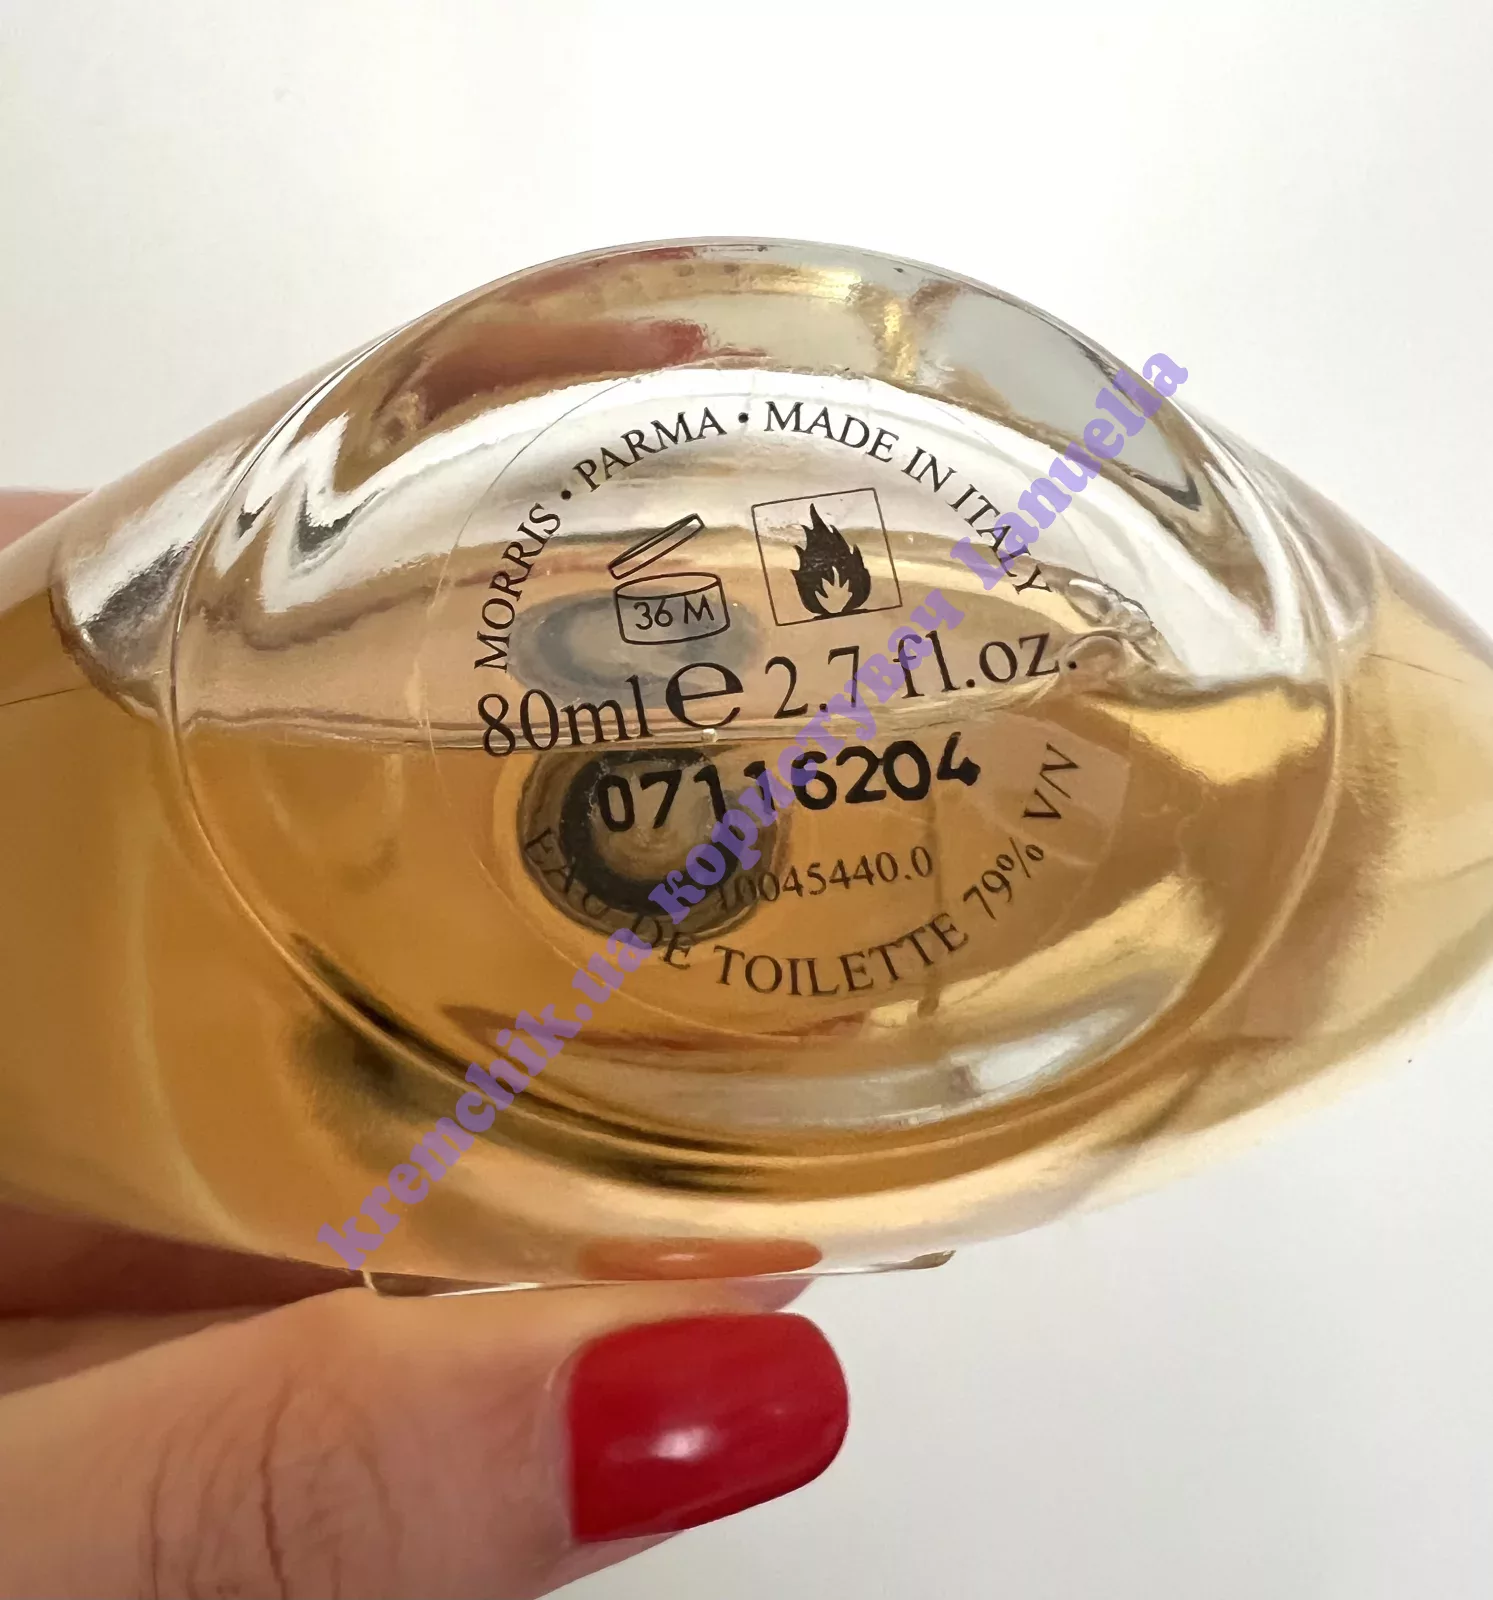 MORRIS • PARMA • MADE IN ITALY
36 M
80ml e 2.7 fl.oz.
07116204
10045440.0
EAU DE TOILETTE 79% V/V
kremchik.ua користувач Lanuella